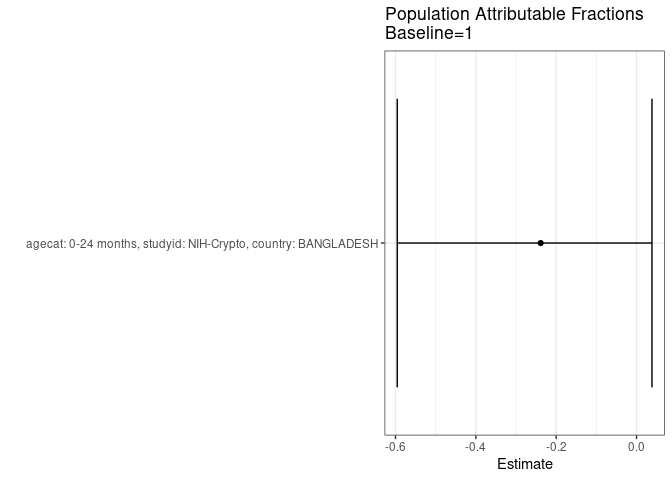 Population Attributable Fractions
Baseline=1
agecat: 0-24 months, studyid: NIH-Crypto, country: BANGLADESH
-0.6 -0.4 -0.2 0.0
Estimate